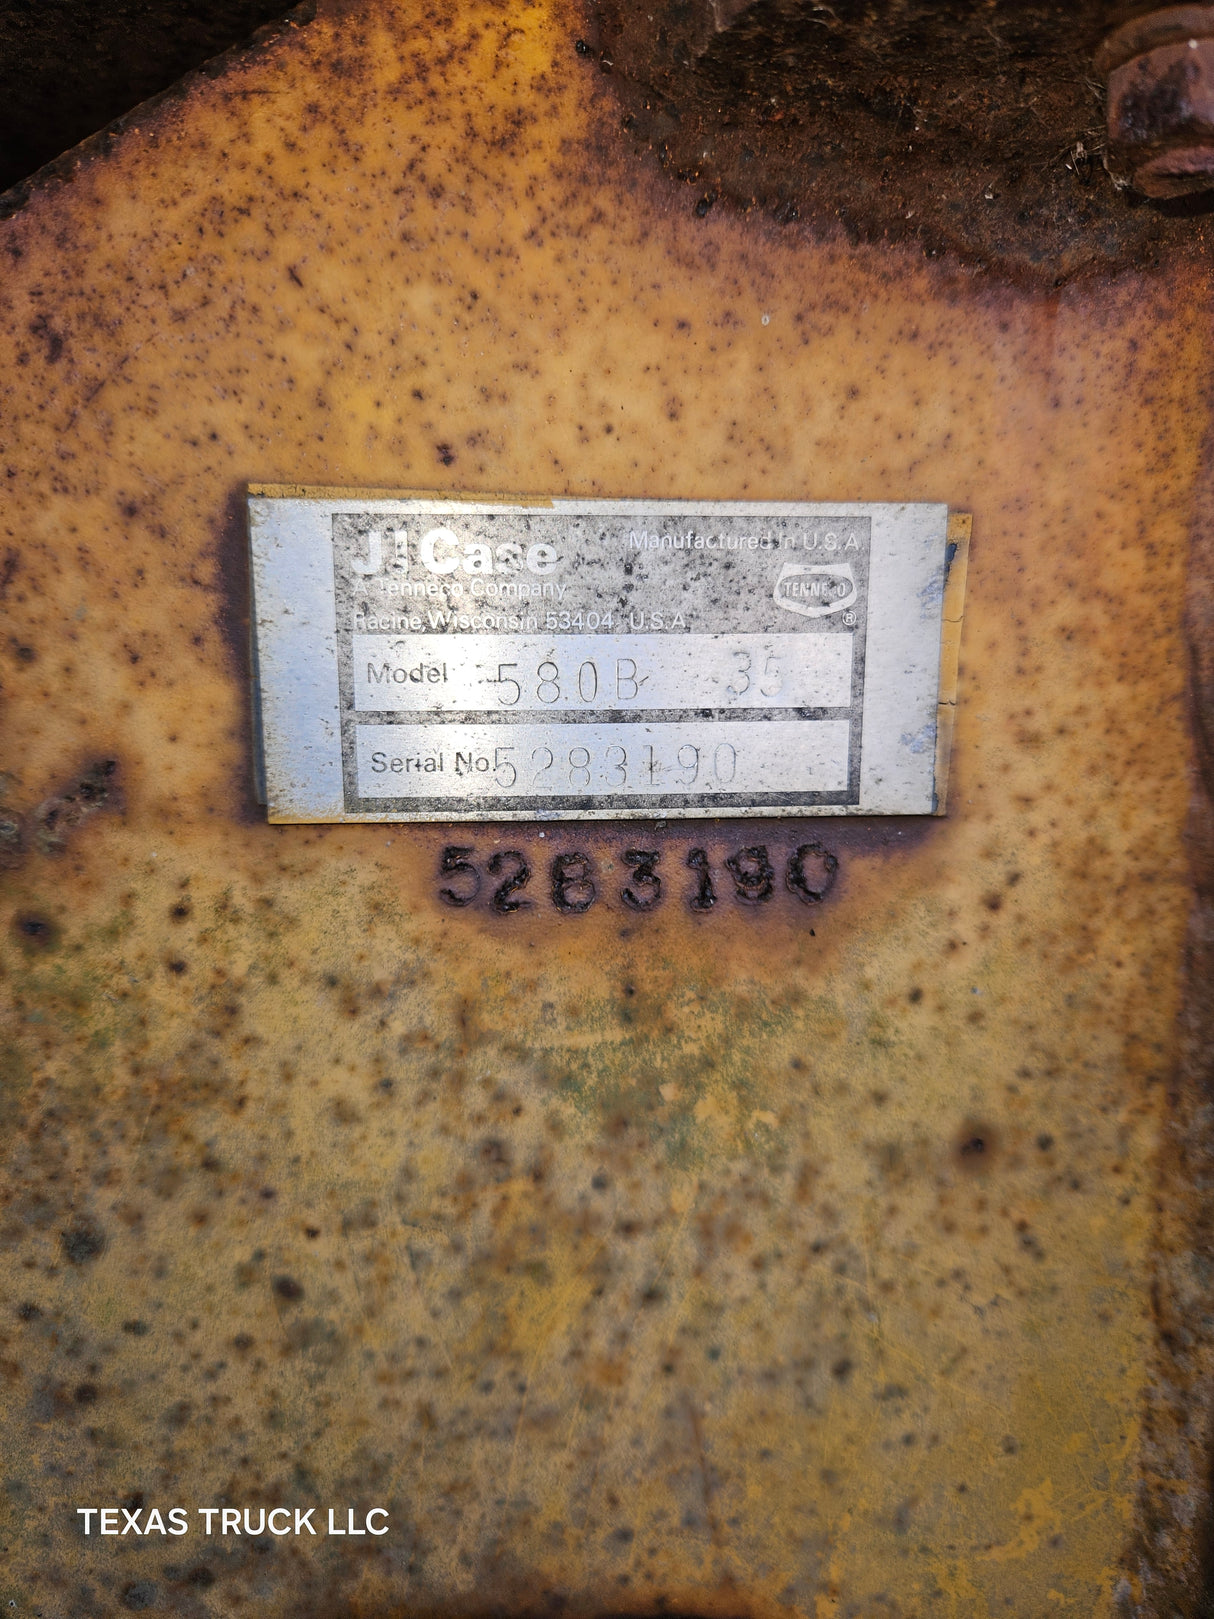 J I Case
Manufactured in U.S.A
A Tenneco Company
TENNECO
®
Racine, Wisconsin 53404, U.S.A
Model 580B 35
Serial No. 5283190
5283190
TEXAS TRUCK LLC